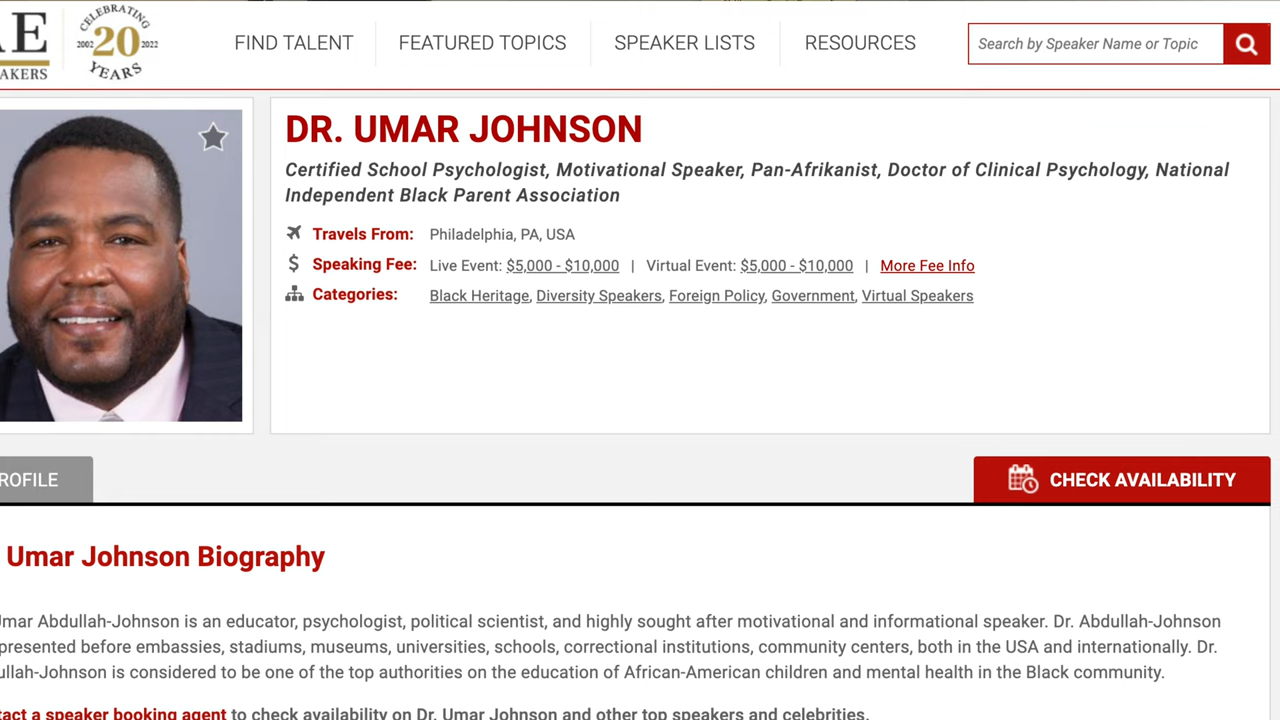 AE
AKERS
CELEBRATING
2002 20 2022
YEARS
FIND TALENT
FEATURED TOPICS
SPEAKER LISTS
RESOURCES
Search by Speaker Name or Topic
DR. UMAR JOHNSON
Certified School Psychologist, Motivational Speaker, Pan-Afrikanist, Doctor of Clinical Psychology, National
Independent Black Parent Association
Travels From: Philadelphia, PA, USA
$ Speaking Fee: Live Event: $5,000 - $10,000 | Virtual Event: $5,000 - $10,000 | More Fee Info
Categories: Black Heritage, Diversity Speakers, Foreign Policy, Government, Virtual Speakers
ROFILE
CHECK AVAILABILITY
Umar Johnson Biography
Umar Abdullah-Johnson is an educator, psychologist, political scientist, and highly sought after motivational and informational speaker. Dr. Abdullah-Johnson
presented before embassies, stadiums, museums, universities, schools, correctional institutions, community centers, both in the USA and internationally. Dr.
ullah-Johnson is considered to be one of the top authorities on the education of African-American children and mental health in the Black community.
tact a speaker booking agent to check availability on Dr. Umar Johnson and other top speakers and celebrities.